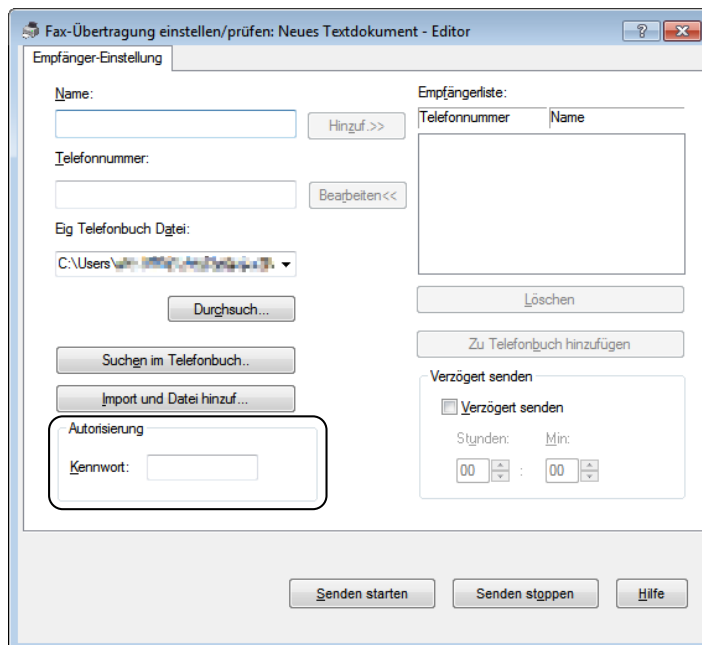 Fax-Übertragung einstellen/prüfen: Neues Textdokument - Editor
Empfänger-Einstellung
Name:
Hinzuf.>>
Telefonnummer:
Bearbeiten<<
Eig Telefonbuch Datei:
C:\Users\
Durchsuch...
Suchen im Telefonbuch..
Import und Datei hinzuf...
Autorisierung
Kennwort:
Empfängerliste:
Telefonnummer Name
Löschen
Zu Telefonbuch hinzufügen
Verzögert senden
Verzögert senden
Stunden: Min:
00 : 00
Senden starten Senden stoppen Hilfe